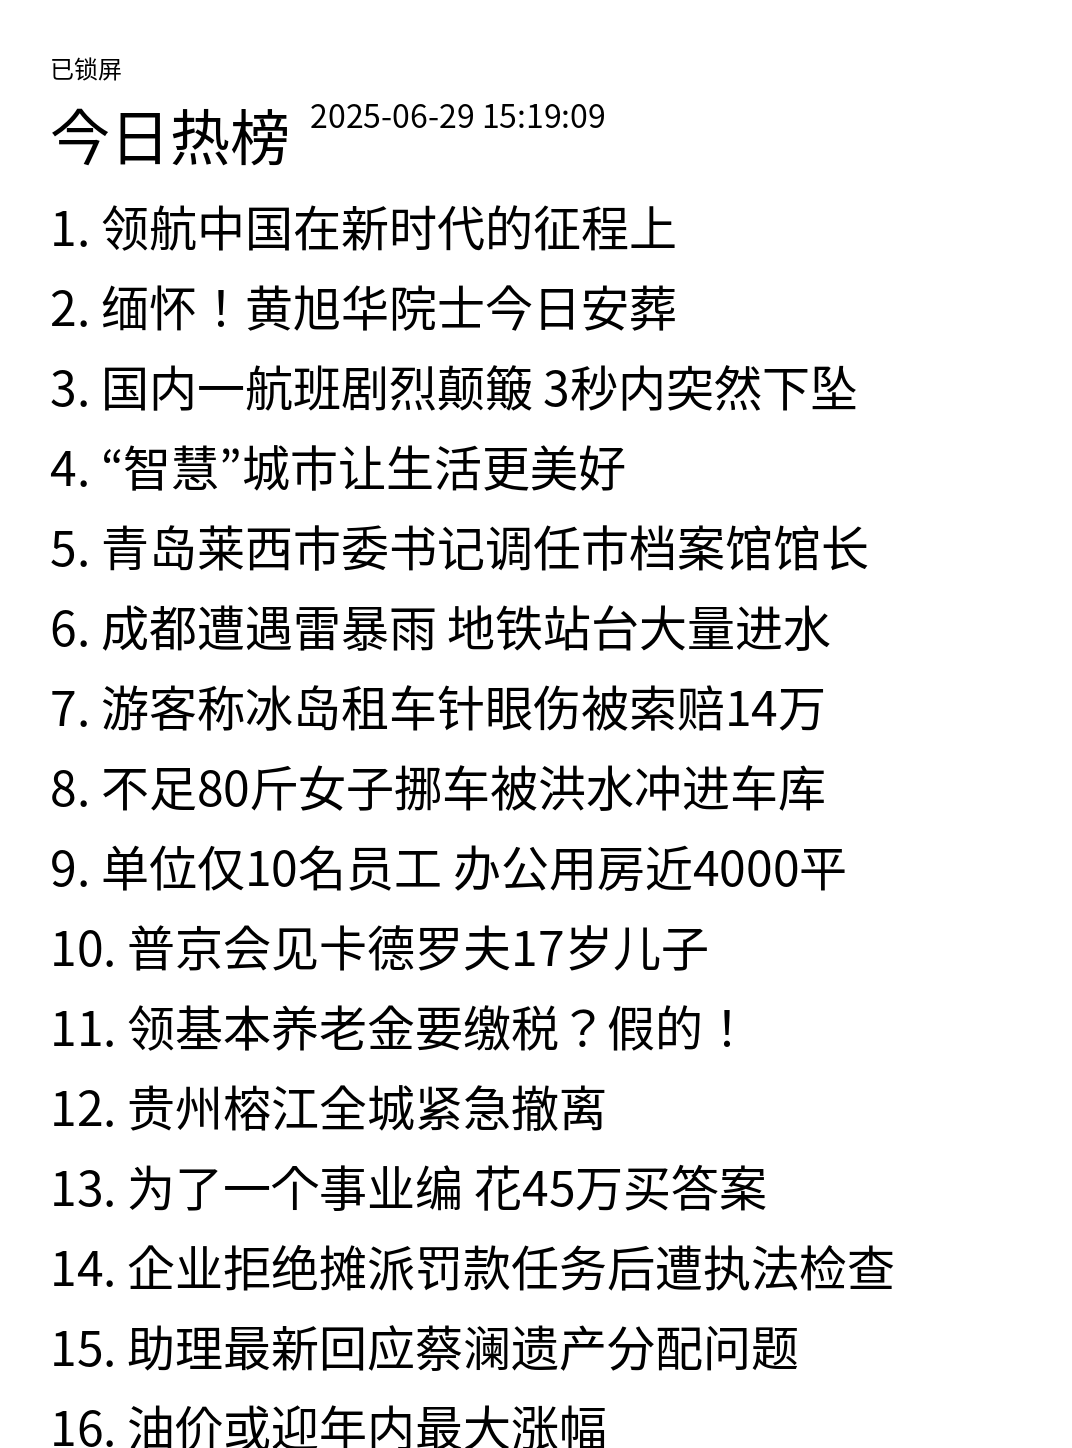 已锁屏
今日热榜 2025-06-29 15:19:09
1. 领航中国在新时代的征程上
2. 缅怀！黄旭华院士今日安葬
3. 国内一航班剧烈颠簸 3秒内突然下坠
4. “智慧”城市让生活更美好
5. 青岛莱西市委书记调任市档案馆馆长
6. 成都遭遇雷暴雨 地铁站台大量进水
7. 游客称冰岛租车针眼伤被索赔14万
8. 不足80斤女子挪车被洪水冲进车库
9. 单位仅10名员工 办公用房近4000平
10. 普京会见卡德罗夫17岁儿子
11. 领基本养老金要缴税？假的！
12. 贵州榕江全城紧急撤离
13. 为了一个事业编 花45万买答案
14. 企业拒绝摊派罚款任务后遭执法检查
15. 助理最新回应蔡澜遗产分配问题
16. 油价或迎年内最大涨幅